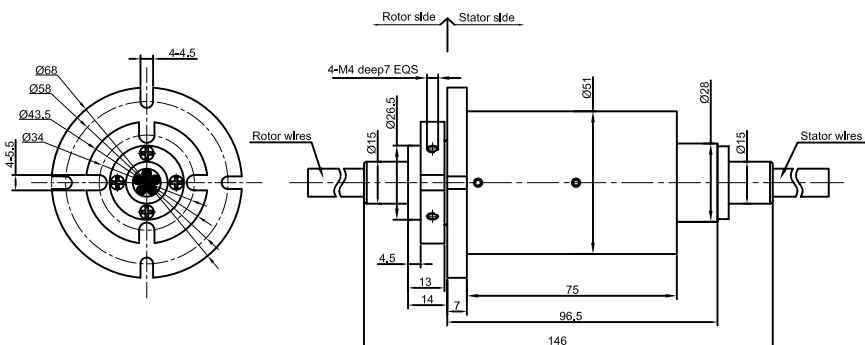 Rotor side
Stator side
4-4.5
Ø68
Ø58
Ø43.5
Ø34
4-5.5
4-M4 deep7 EQS
Ø26.5
Ø15
Rotor wires
Ø51
Ø28
Ø15
Stator wires
4.5
13
14
7
75
96.5
146